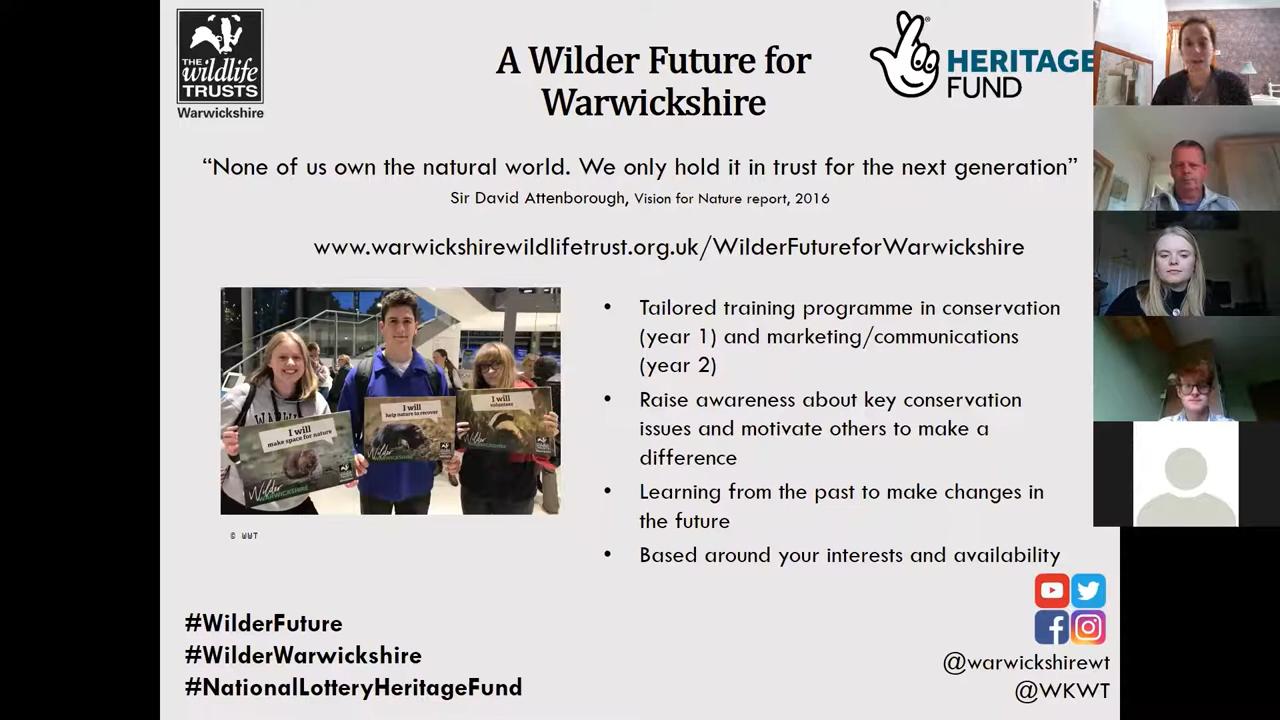 THE
wildlife
TRUSTS
Warwickshire
A Wilder Future for
Warwickshire
HERITAGE
FUND
“None of us own the natural world. We only hold it in trust for the next generation”
Sir David Attenborough, Vision for Nature report, 2016
www.warwickshirewildlifetrust.org.uk/WilderFutureforWarwickshire
I will
make space for nature
Wilder
WARWICKSHIRE
I will
help nature to recover
Wilder
I will
volunteer
Wilder
© WWT
• Tailored training programme in conservation
(year 1) and marketing/communications
(year 2)
• Raise awareness about key conservation
issues and motivate others to make a
difference
• Learning from the past to make changes in
the future
• Based around your interests and availability
#WilderFuture
#WilderWarwickshire
#NationalLotteryHeritageFund
@warwickshirewt
@WKWT